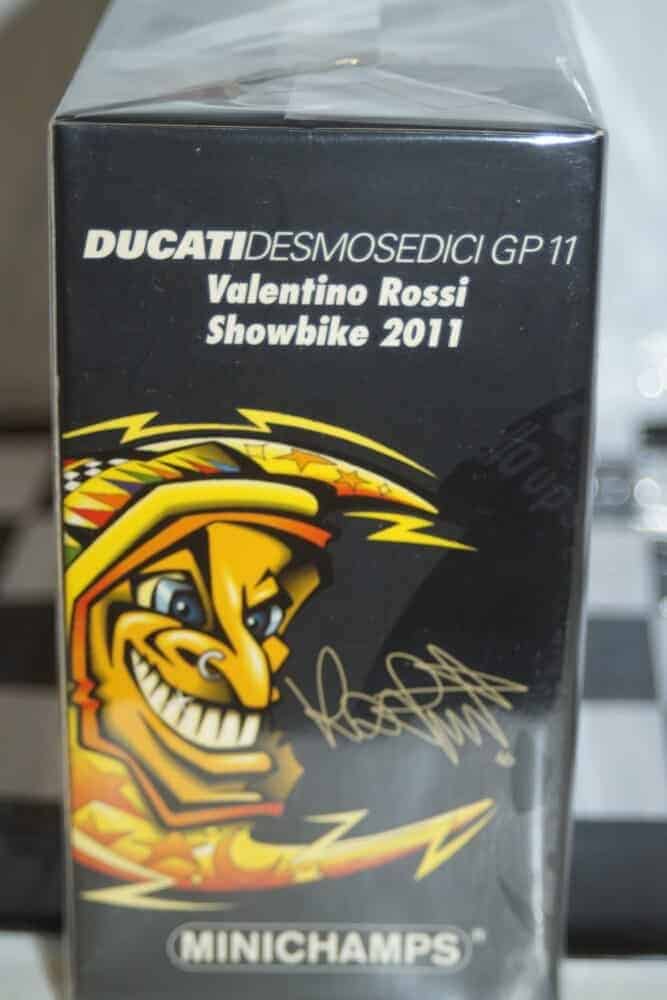 DUCATIDESMOSEDICI GP 11
Valentino Rossi
Showbike 2011
MINICHAMPS®